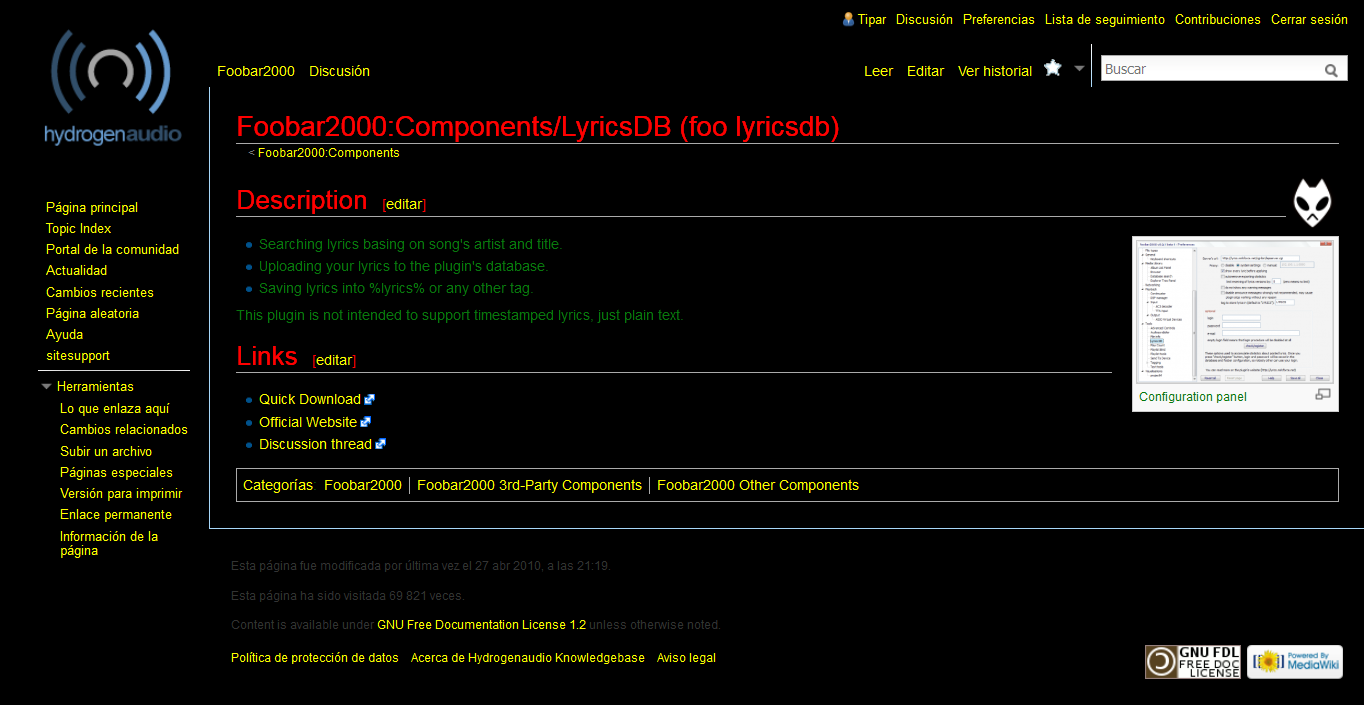 Tipar Discusión Preferencias Lista de seguimiento Contribuciones Cerrar sesión
hydrogenaudio
Foobar2000 Discusión
Leer Editar Ver historial
Buscar
Foobar2000:Components/LyricsDB (foo lyricsdb)
< Foobar2000:Components
Description [editar]
Searching lyrics basing on song's artist and title.
Uploading your lyrics to the plugin's database.
Saving lyrics into %lyrics% or any other tag.
This plugin is not intended to support timestamped lyrics, just plain text.
Configuration panel
Links [editar]
Quick Download
Official Website
Discussion thread
Categorías: Foobar2000 | Foobar2000 3rd-Party Components | Foobar2000 Other Components
Página principal
Topic Index
Portal de la comunidad
Actualidad
Cambios recientes
Página aleatoria
Ayuda
sitesupport
Herramientas
Lo que enlaza aquí
Cambios relacionados
Subir un archivo
Páginas especiales
Versión para imprimir
Enlace permanente
Información de la
página
Esta página fue modificada por última vez el 27 abr 2010, a las 21:19.
Esta página ha sido visitada 69 821 veces.
Content is available under GNU Free Documentation License 1.2 unless otherwise noted.
Política de protección de datos Acerca de Hydrogenaudio Knowledgebase Aviso legal
GNU FDL
FREE DOC
LICENSE
Powered By
MediaWiki